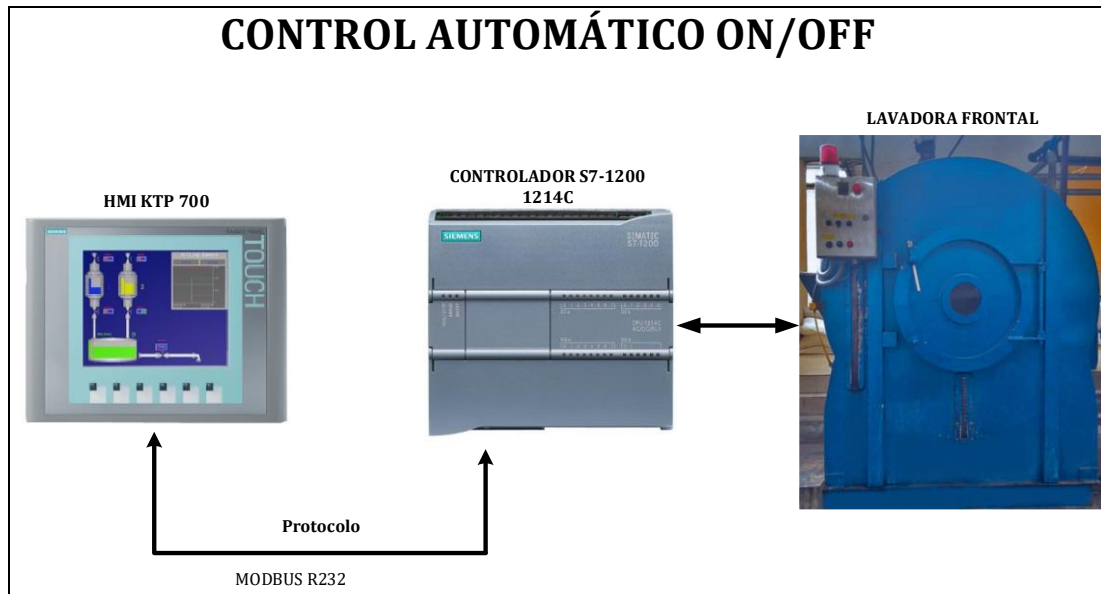 CONTROL AUTOMÁTICO ON/OFF
LAVADORA FRONTAL
CONTROLADOR S7-1200
1214C
HMI KTP 700
SIEMENS
TOUCH
SIEMENS
SIMATIC
S7-1200
Protocolo
MODBUS R232